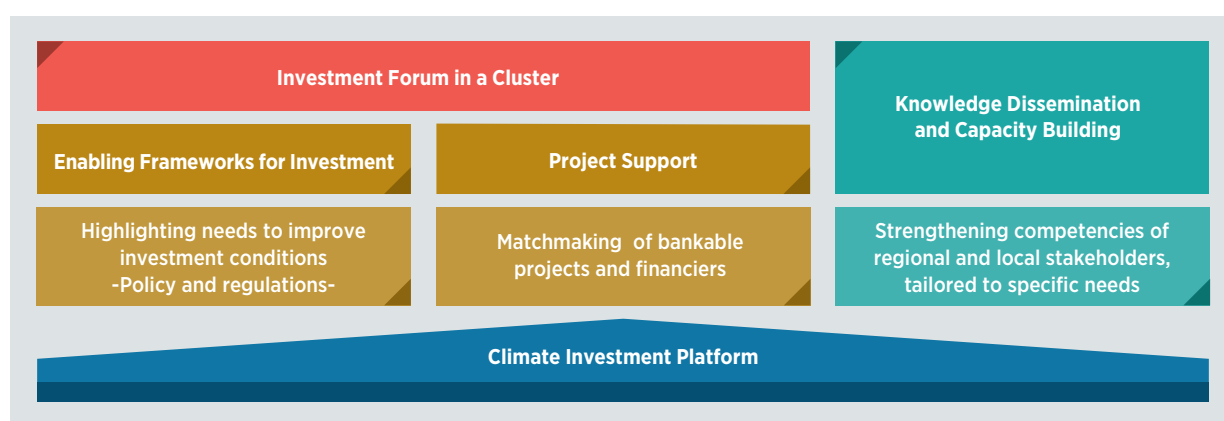 Investment Forum in a Cluster
Knowledge Dissemination
and Capacity Building
Enabling Frameworks for Investment
Project Support
Highlighting needs to improve
investment conditions
-Policy and regulations-
Matchmaking of bankable
projects and financiers
Strengthening competencies of
regional and local stakeholders,
tailored to specific needs
Climate Investment Platform